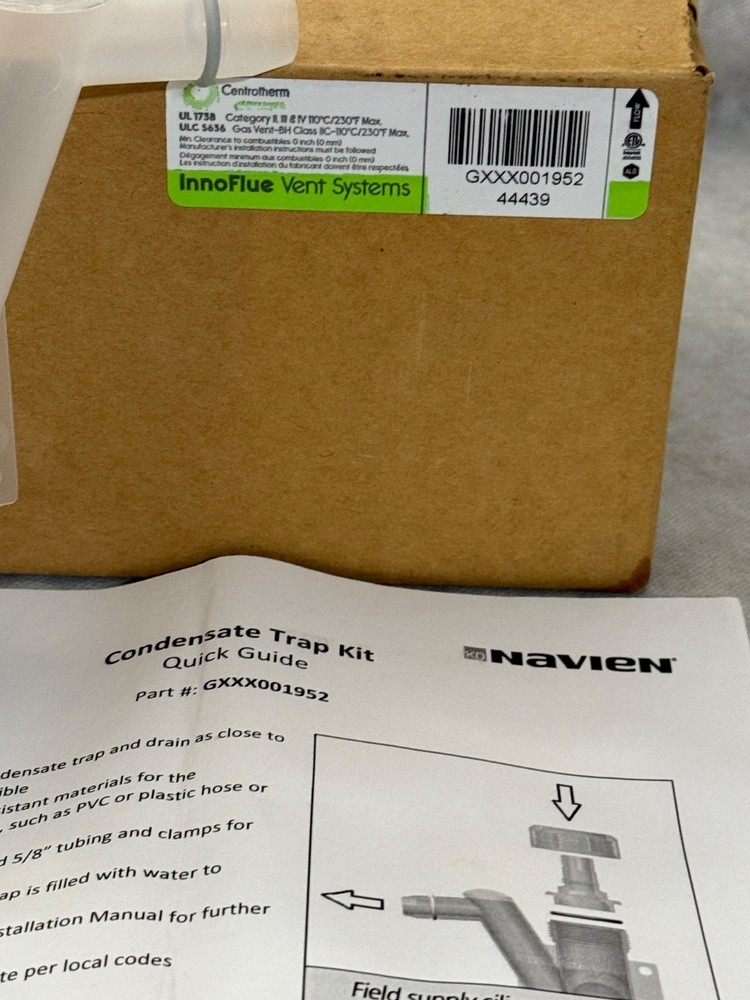 Centrotherm
UL 1738 Category II, III & IV 110°C/230°F Max.
ULC S636 Gas Vent-BH Class IIC-110°C/230°F Max.
Min. Clearance to combustibles 0 inch (0 mm)
Manufacturer's installation instructions must be followed
Dégagement minimum aux combustibles 0 inch (0 mm)
Les instruction d'installation du fabricant doivent être respectées
InnoFlue Vent Systems
GXXX001952
44439
FLOW
Condensate Trap Kit
Quick Guide
Part #: GXXX001952
KD NAVIEN
densate trap and drain as close to
ible
istant materials for the
, such as PVC or plastic hose or
d 5/8" tubing and clamps for
ap is filled with water to
stallation Manual for further
te per local codes
Field supply sili